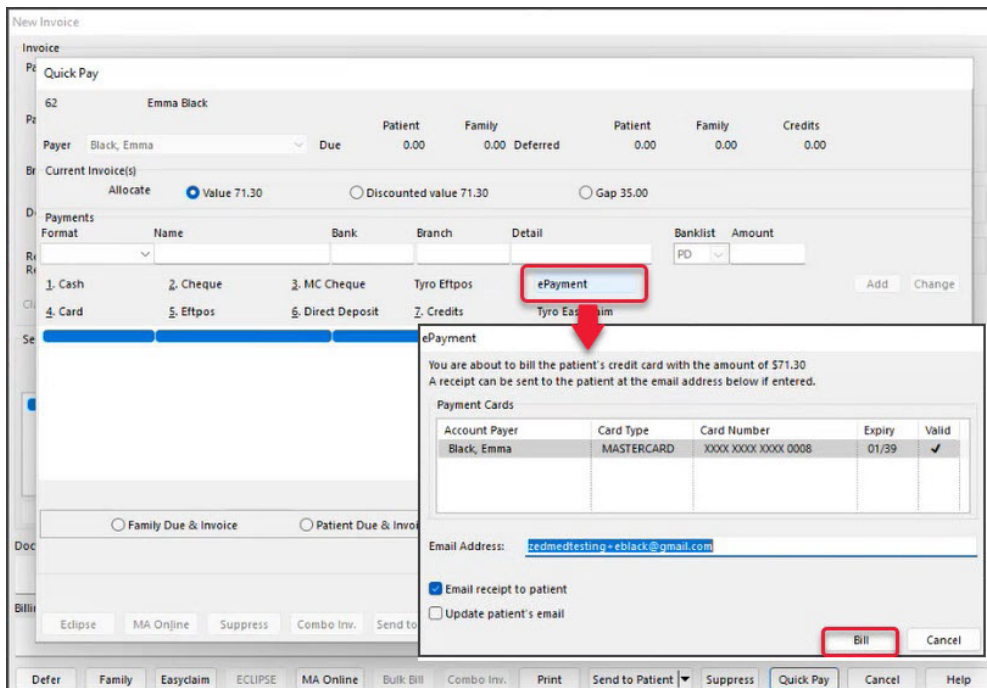 New Invoice
Invoice
Quick Pay
62 Emma Black
Patient Family Patient Family Credits
Payer Black, Emma Due 0.00 0.00 Deferred 0.00 0.00 0.00
Current Invoice(s)
Allocate Value 71.30 Discounted value 71.30 Gap 35.00
Payments
Format Name Bank Branch Detail Banklist Amount
PD
1. Cash 2. Cheque 3. MC Cheque Tyro Eftpos ePayment Add Change
4. Card 5. Eftpos 6. Direct Deposit 7. Credits Tyro
ePayment
You are about to bill the patient's credit card with the amount of $71.30
A receipt can be sent to the patient at the email address below if entered.
Payment Cards
Account Payer Card Type Card Number Expiry Valid
Black, Emma MASTERCARD XXXX XXXX XXXX 0008 01/39
Family Due & Invoice Patient Due &
Email Address: zedmedtesting+eblack@gmail.com
Email receipt to patient
Update patient's email
Eclipse MA Online Suppress Combo Inv. Send to
Bill Cancel
Defer Family Easyclaim ECLIPSE MA Online Bulk Bill Combo Inv. Print Send to Patient Suppress Quick Pay Cancel Help